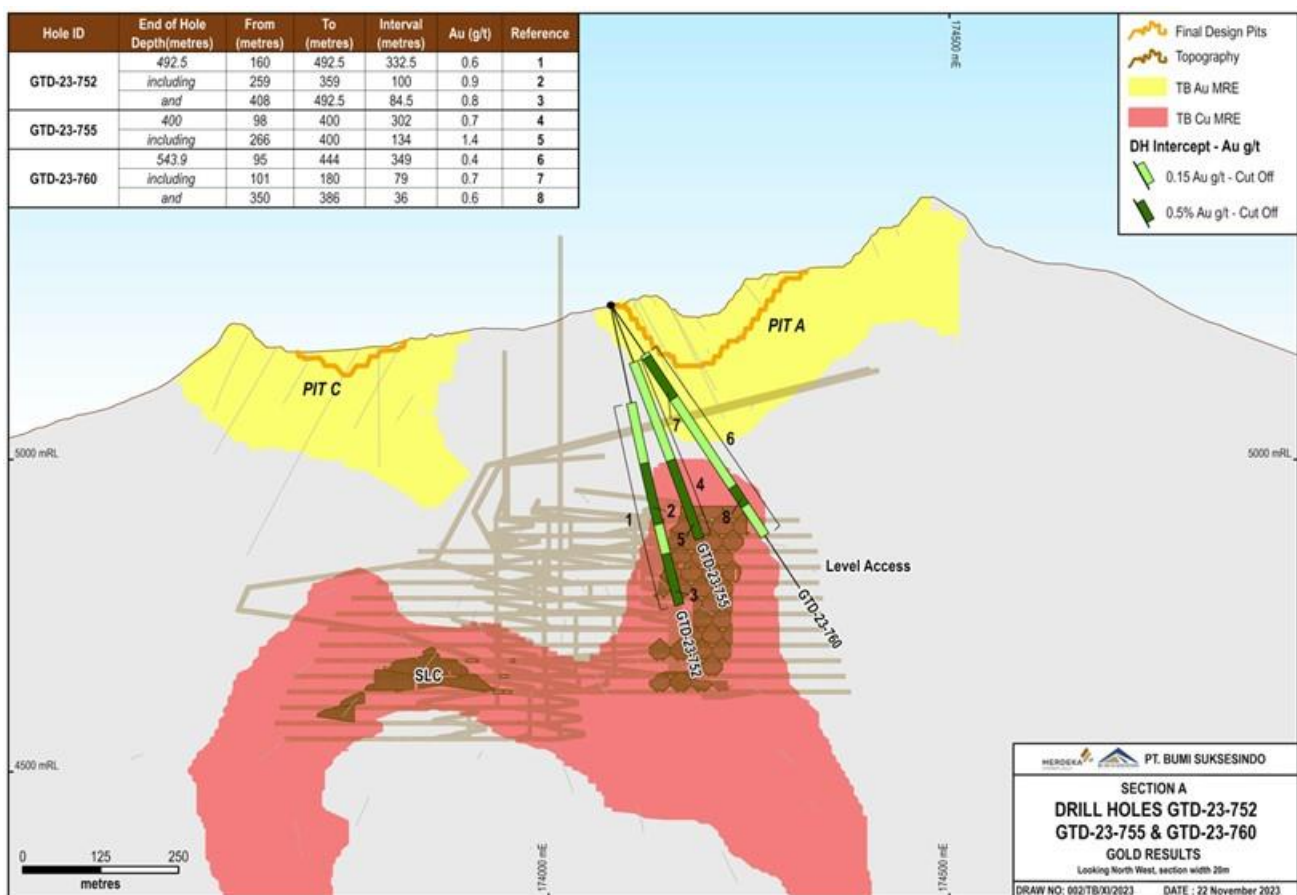 Hole ID End of Hole Depth(metres) From (metres) To (metres) Interval (metres) Au (g/t) Reference
GTD-23-752 492.5 160 492.5 332.5 0.6 1
including 259 359 100 0.9 2
and 408 492.5 84.5 0.8 3
GTD-23-755 400 98 400 302 0.7 4
including 266 400 134 1.4 5
GTD-23-760 543.9 95 444 349 0.4 6
including 101 180 79 0.7 7
and 350 386 36 0.6 8
174500 mE
Final Design Pits
Topography
TB Au MRE
TB Cu MRE
DH Intercept - Au g/t
0.15 Au g/t - Cut Off
0.5% Au g/t - Cut Off
PIT A
PIT C
7
6
5000 mRL
5000 mRL
4
1
2
8
5
Level Access
GTD-23-755
GTD-23-760
3
GTD-23-752
SLC
4500 mRL
0 125 250
metres
174000 mE
174500 mE
MERDEKA
PT. BUMI SUKSESINDO
SECTION A
DRILL HOLES GTD-23-752
GTD-23-755 & GTD-23-760
GOLD RESULTS
Looking North West, section width 20m
DRAW NO: 002/TB/XI/2023 DATE : 22 November 2023